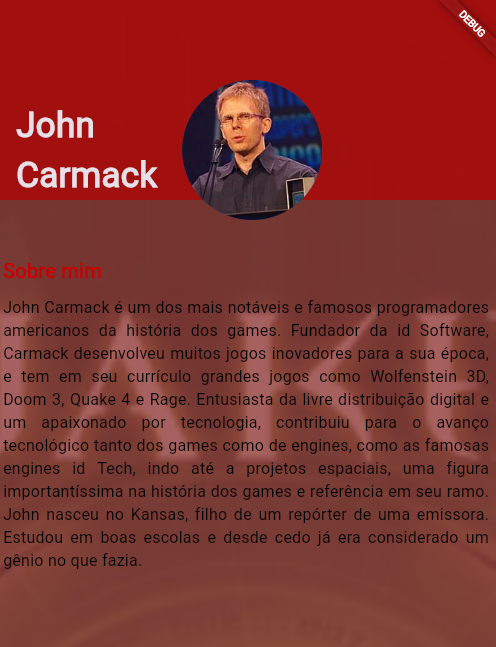 DEBUG
John
Carmack
Sobre mim
John Carmack é um dos mais notáveis e famosos programadores
americanos da história dos games. Fundador da id Software,
Carmack desenvolveu muitos jogos inovadores para a sua época,
e tem em seu currículo grandes jogos como Wolfenstein 3D,
Doom 3, Quake 4 e Rage. Entusiasta da livre distribuição digital e
um apaixonado por tecnologia, contribuiu para o avanço
tecnológico tanto dos games como de engines, como as famosas
engines id Tech, indo até a projetos espaciais, uma figura
importantíssima na história dos games e referência em seu ramo.
John nasceu no Kansas, filho de um repórter de uma emissora.
Estudou em boas escolas e desde cedo já era considerado um
gênio no que fazia.